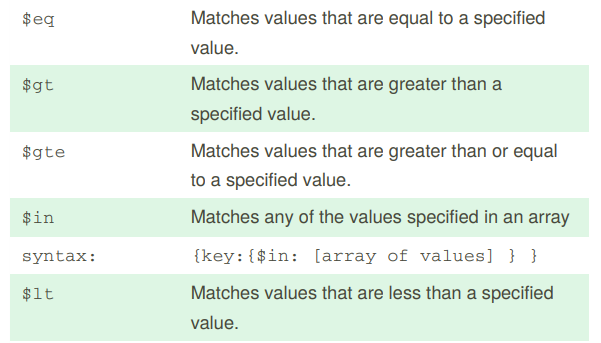 $eq Matches values that are equal to a specified
value.
$gt Matches values that are greater than a
specified value.
$gte Matches values that are greater than or equal
to a specified value.
$in Matches any of the values specified in an array
syntax: {key:{$in: [array of values] } }
$lt Matches values that are less than a specified
value.